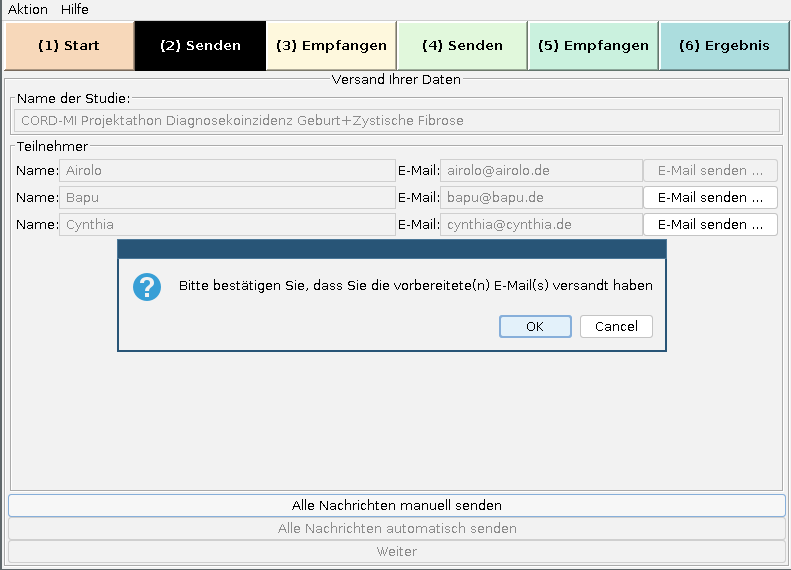 Aktion Hilfe
(1) Start (2) Senden (3) Empfangen (4) Senden (5) Empfangen (6) Ergebnis
Versand Ihrer Daten
Name der Studie:
CORD-MI Projektathon Diagnosekoinzidenz Geburt+Zystische Fibrose
Teilnehmer
Name: Airolo E-Mail: airolo@airolo.de E-Mail senden ...
Name: Bapu E-Mail: bapu@bapu.de E-Mail senden ...
Name: Cynthia E-Mail: cynthia@cynthia.de E-Mail senden ...
Bitte bestätigen Sie, dass Sie die vorbereitete(n) E-Mail(s) versandt haben
OK Cancel
Alle Nachrichten manuell senden
Alle Nachrichten automatisch senden
Weiter